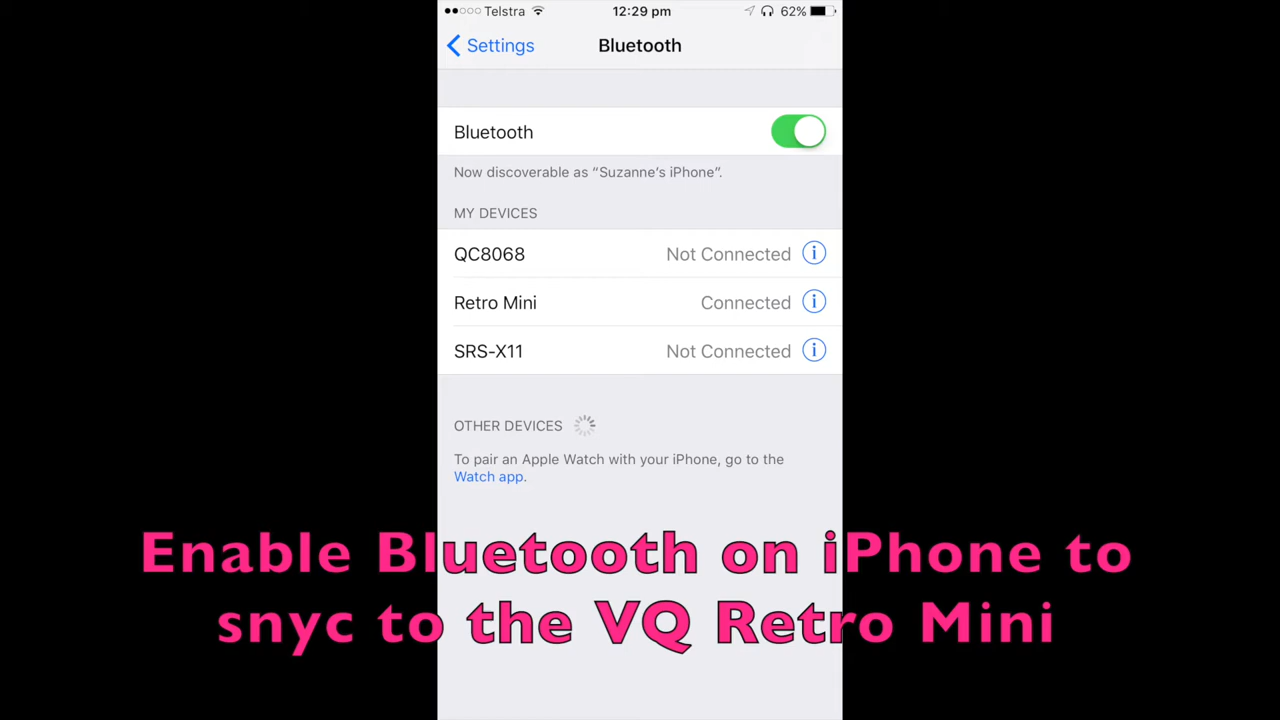 Telstra 12:29 pm 62%
Settings Bluetooth
Bluetooth
Now discoverable as “Suzanne’s iPhone”.
MY DEVICES
QC8068 Not Connected
Retro Mini Connected
SRS-X11 Not Connected
OTHER DEVICES
To pair an Apple Watch with your iPhone, go to the
Watch app.
Enable Bluetooth on iPhone to
snyc to the VQ Retro Mini